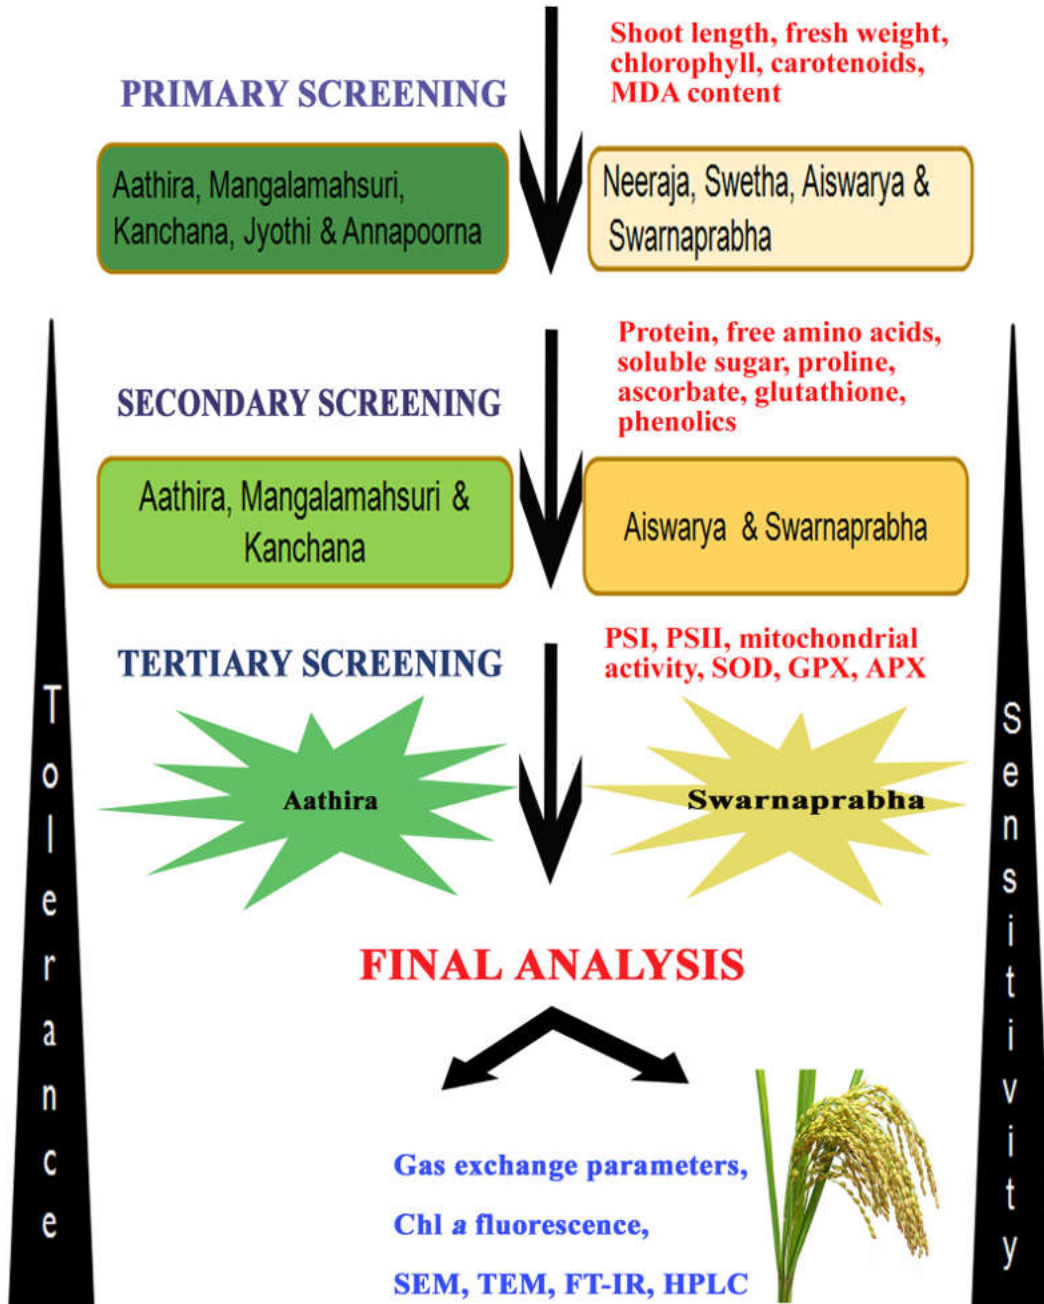 Shoot length, fresh weight,
chlorophyll, carotenoids,
MDA content
PRIMARY SCREENING
Aathira, Mangalamahsuri,
Kanchana, Jyothi & Annapoorna
Neeraja, Swetha, Aiswarya &
Swarnaprabha
Protein, free amino acids,
soluble sugar, proline,
ascorbate, glutathione,
phenolics
SECONDARY SCREENING
Aathira, Mangalamahsuri &
Kanchana
Aiswarya & Swarnaprabha
PSI, PSII, mitochondrial
activity, SOD, GPX, APX
TERTIARY SCREENING
Aathira
Swarnaprabha
Tolerance
Sensitivity
FINAL ANALYSIS
Gas exchange parameters,
Chl a fluorescence,
SEM, TEM, FT-IR, HPLC